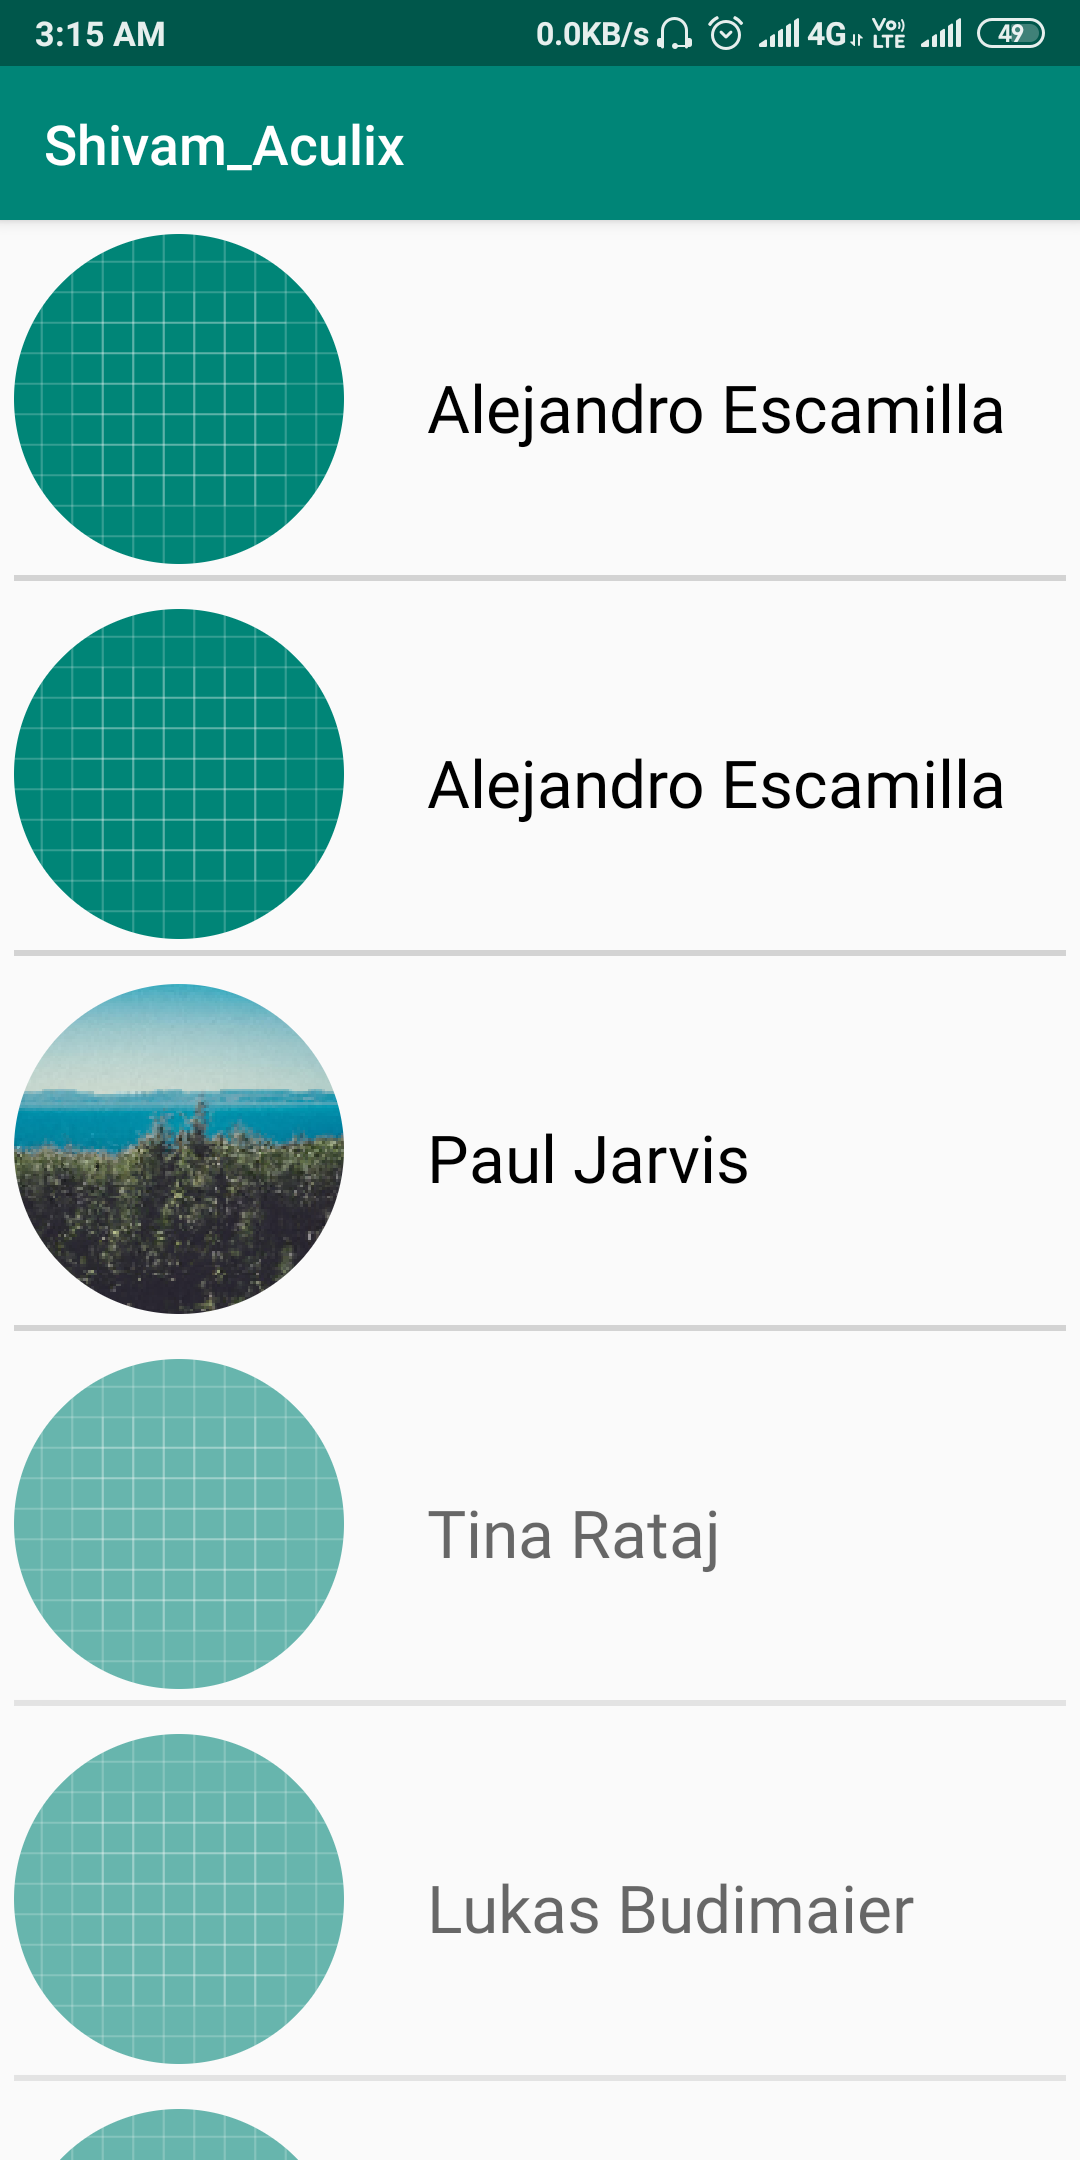 3:15 AM 0.0KB/s 4G Vo LTE 49
Shivam_Aculix
Alejandro Escamilla
Alejandro Escamilla
Paul Jarvis
Tina Rataj
Lukas Budimaier